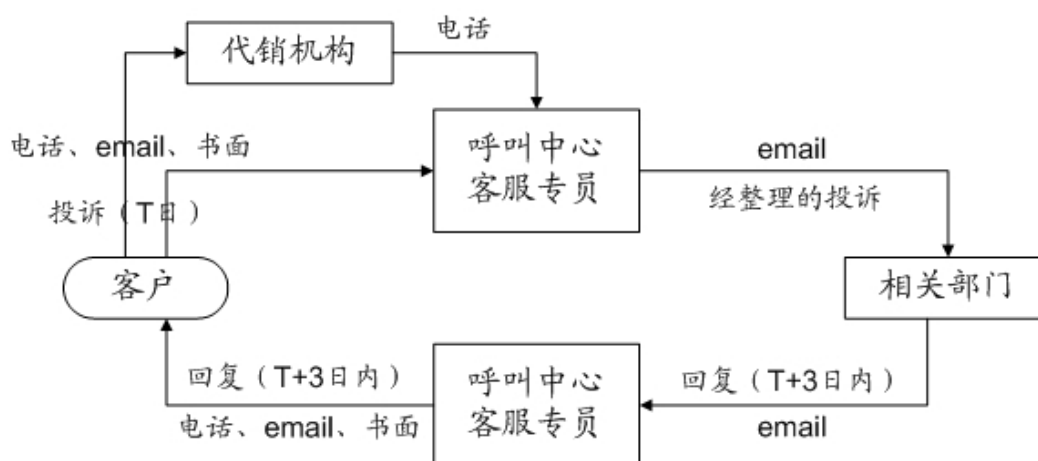 代销机构
电话
呼叫中心
客服专员
电话、email、书面
投诉（T日）
email
经整理的投诉
客户
相关部门
回复（T+3日内）
email
呼叫中心
客服专员
回复（T+3日内）
电话、email、书面